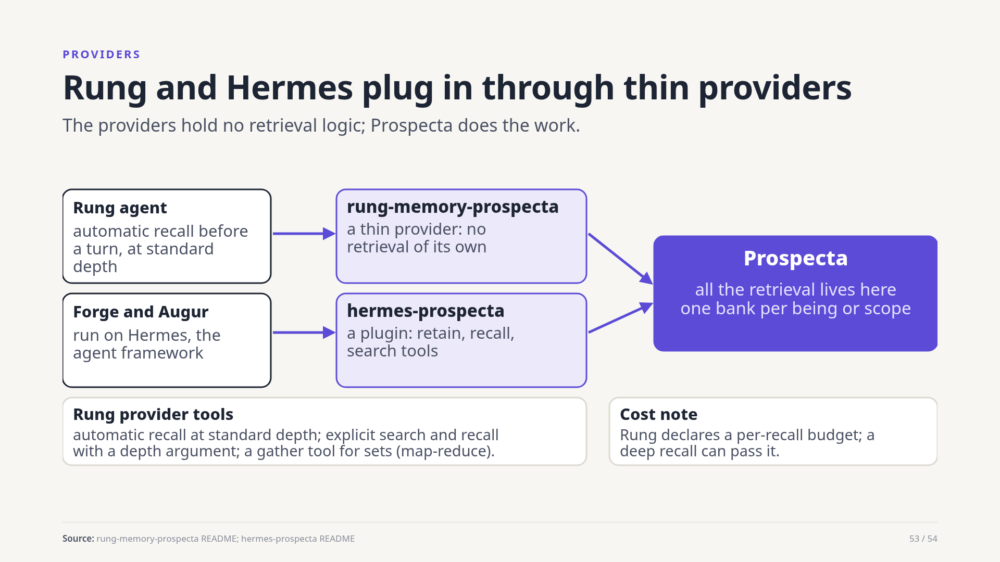 PROVIDERS
Rung and Hermes plug in through thin providers
The providers hold no retrieval logic; Prospecta does the work.
Rung agent
automatic recall before
a turn, at standard
depth
rung-memory-prospecta
a thin provider: no
retrieval of its own
Forge and Augur
run on Hermes, the
agent framework
hermes-prospecta
a plugin: retain, recall,
search tools
Prospecta
all the retrieval lives here
one bank per being or scope
Rung provider tools
automatic recall at standard depth; explicit search and recall
with a depth argument; a gather tool for sets (map-reduce).
Cost note
Rung declares a per-recall budget; a
deep recall can pass it.
Source: rung-memory-prospecta README; hermes-prospecta README
53 / 54